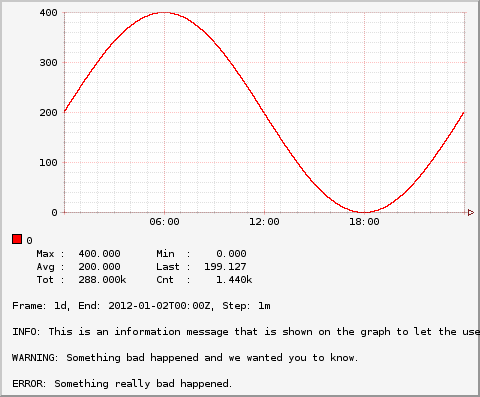 400
300
200
100
0
06:00 12:00 18:00
0
Max : 400.000 Min : 0.000
Avg : 200.000 Last : 199.127
Tot : 288.000k Cnt : 1.440k
Frame: 1d, End: 2012-01-02T00:00Z, Step: 1m
INFO: This is an information message that is shown on the graph to let the use
WARNING: Something bad happened and we wanted you to know.
ERROR: Something really bad happened.